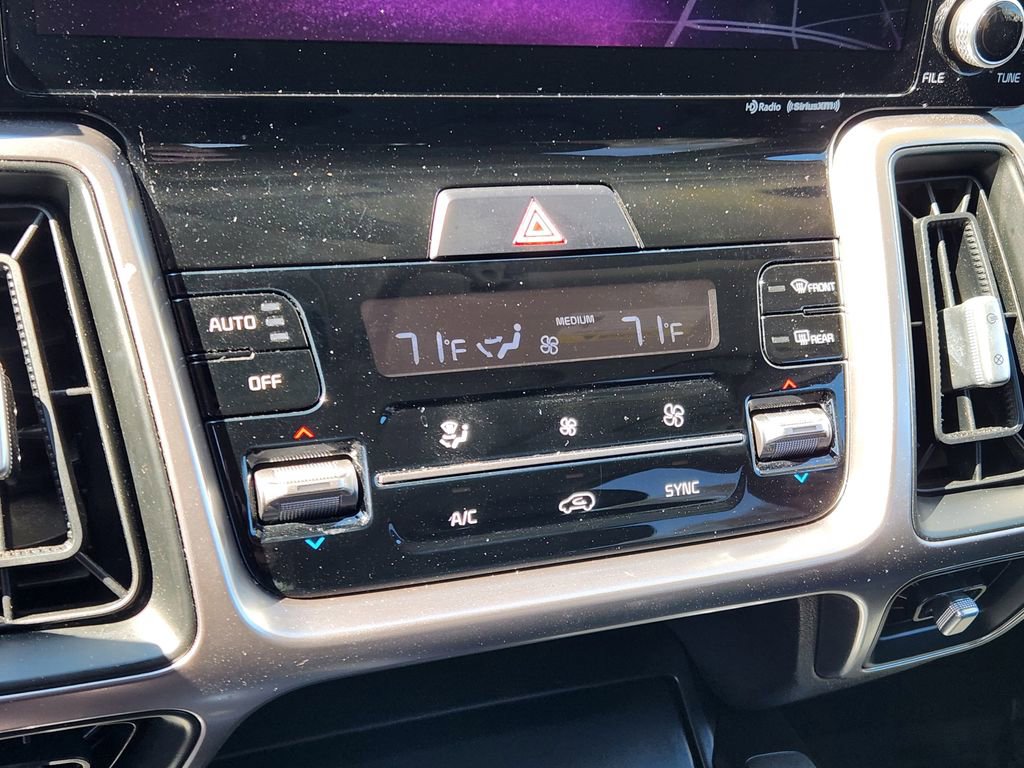 FILE
TUNE
HD Radio ((SiriusXM))
AUTO
OFF
71°F
MEDIUM
71°F
FRONT
REAR
A/C
SYNC